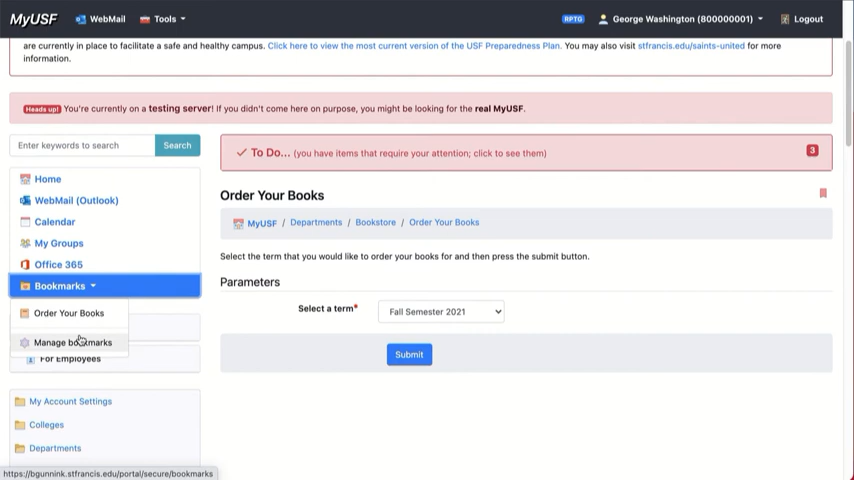 MyUSF WebMail Tools RPTG George Washington (800000001) Logout
are currently in place to facilitate a safe and healthy campus. Click here to view the most current version of the USF Preparedness Plan. You may also visit stfrancis.edu/saints-united for more
information.
Heads up! You're currently on a testing server! If you didn't come here on purpose, you might be looking for the real MyUSF.
Enter keywords to search Search
Home
WebMail (Outlook)
Calendar
My Groups
Office 365
Bookmarks
Order Your Books
Manage bookmarks
For Employees
My Account Settings
Colleges
Departments
To Do... (you have items that require your attention; click to see them) 3
Order Your Books
MyUSF / Departments / Bookstore / Order Your Books
Select the term that you would like to order your books for and then press the submit button.
Parameters
Select a term* Fall Semester 2021
Submit
https://bgunnink.stfrancis.edu/portal/secure/bookmarks